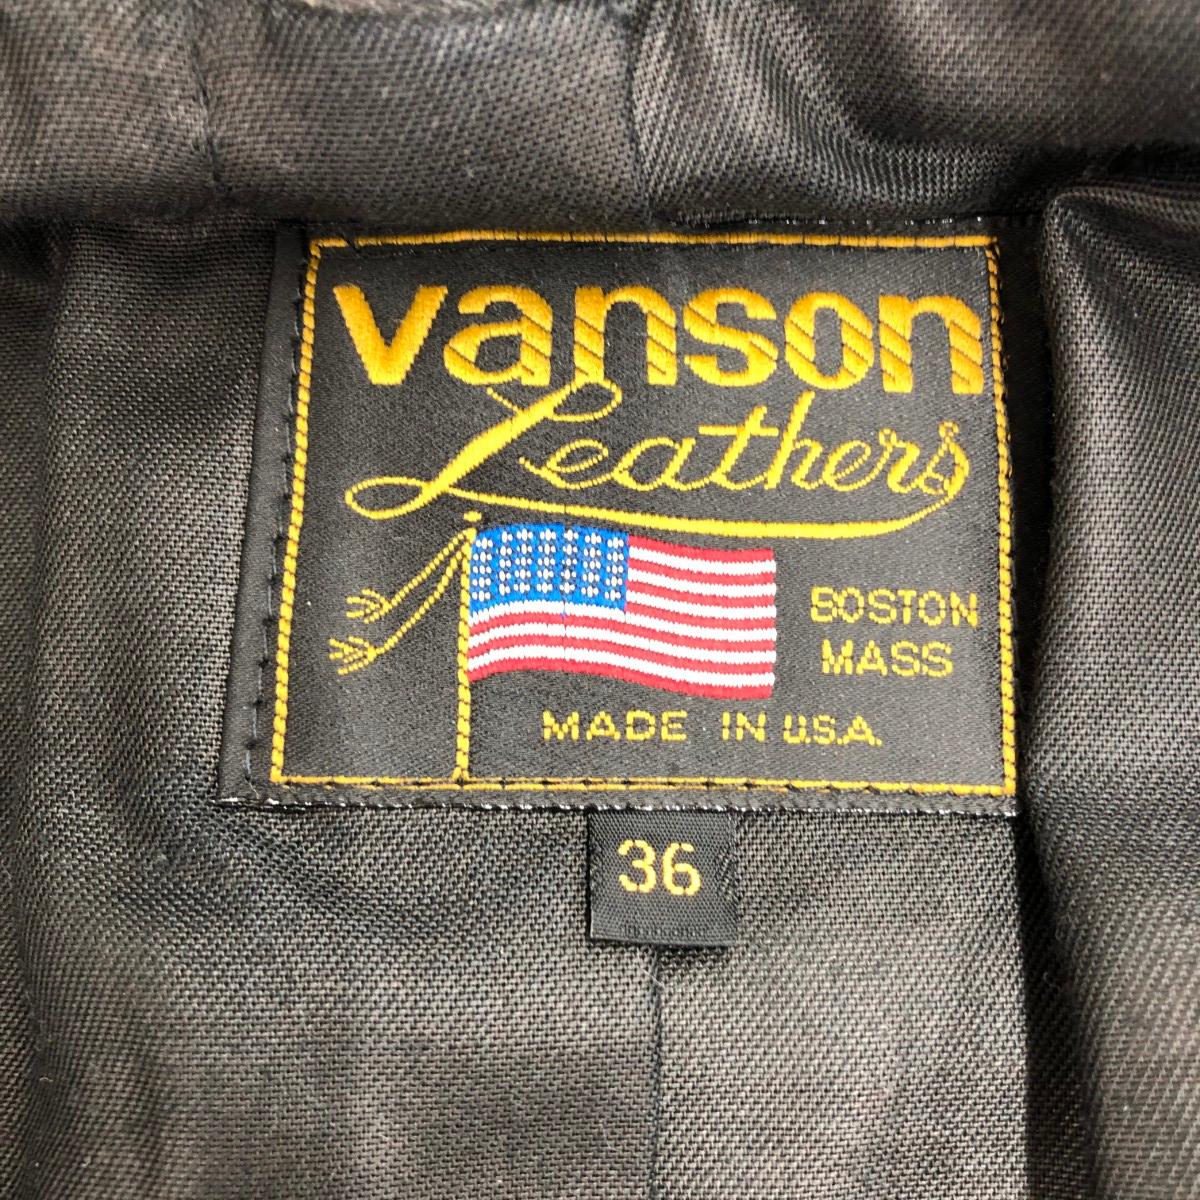 vanson
Leathers
BOSTON
MASS
MADE IN U.S.A.
36